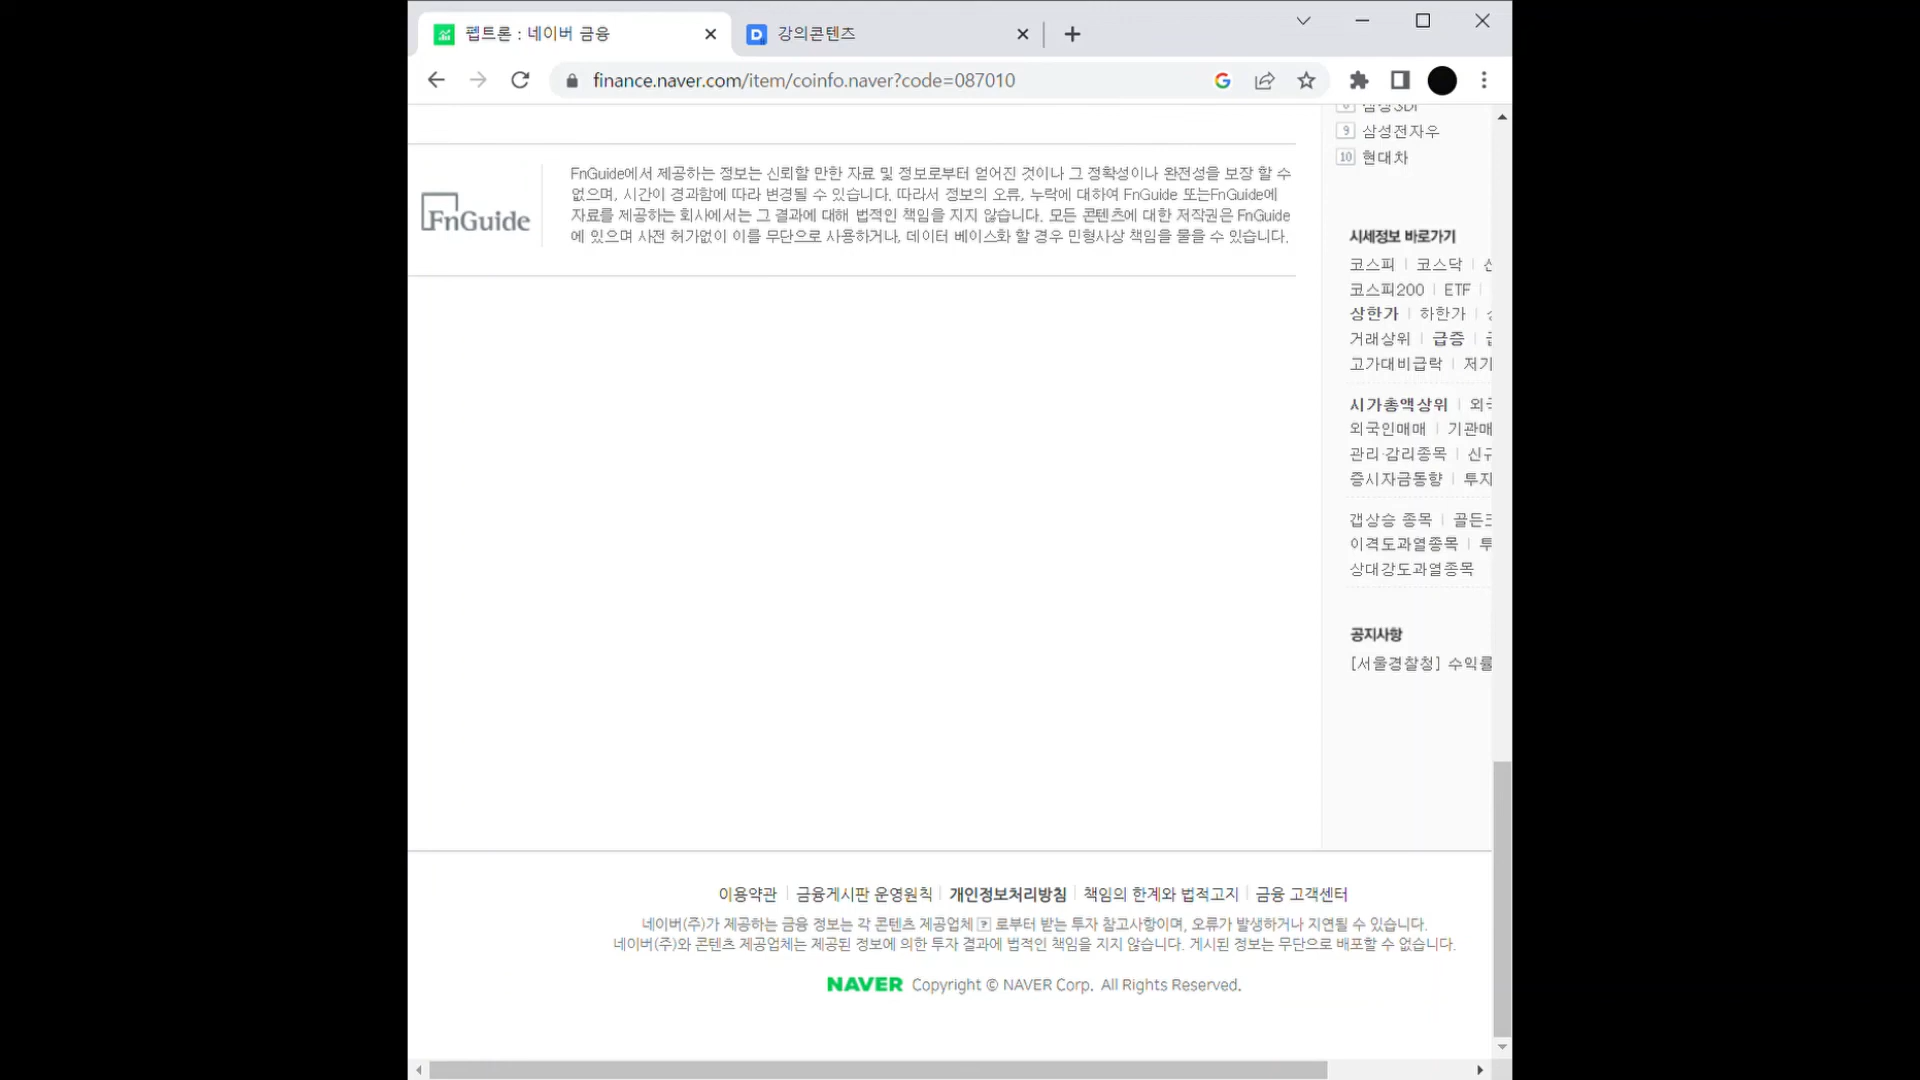 펩트론 : 네이버 금융
강의콘텐츠
finance.naver.com/item/coinfo.naver?code=087010
8 삼성SDI
9 삼성전자우
10 현대차
FnGuide
FnGuide에서 제공하는 정보는 신뢰할 만한 자료 및 정보로부터 얻어진 것이나 그 정확성이나 완전성을 보장 할 수
없으며, 시간이 경과함에 따라 변경될 수 있습니다. 따라서 정보의 오류, 누락에 대하여 FnGuide 또는FnGuide에
자료를 제공하는 회사에서는 그 결과에 대해 법적인 책임을 지지 않습니다. 모든 콘텐츠에 대한 저작권은 FnGuide
에 있으며 사전 허가없이 이를 무단으로 사용하거나, 데이터 베이스화 할 경우 민형사상 책임을 물을 수 있습니다.
시세정보 바로가기
코스피 | 코스닥 |
코스피200 | ETF |
상한가 | 하한가 |
거래상위 | 급증 |
고가대비급락 |
시가총액상위 |
외국인매매 |
관리·감리종목 |
증시자금동향 |
갭상승 종목 |
이격도과열종목 |
상대강도과열종목
공지사항
[서울경찰청] 수익률
이용약관 | 금융게시판 운영원칙 | 개인정보처리방침 | 책임의 한계와 법적고지 | 금융 고객센터
네이버(주)가 제공하는 금융 정보는 각 콘텐츠 제공업체 ? 로부터 받는 투자 참고사항이며, 오류가 발생하거나 지연될 수 있습니다.
네이버(주)와 콘텐츠 제공업체는 제공된 정보에 의한 투자 결과에 법적인 책임을 지지 않습니다. 게시된 정보는 무단으로 배포할 수 없습니다.
NAVER Copyright © NAVER Corp. All Rights Reserved.